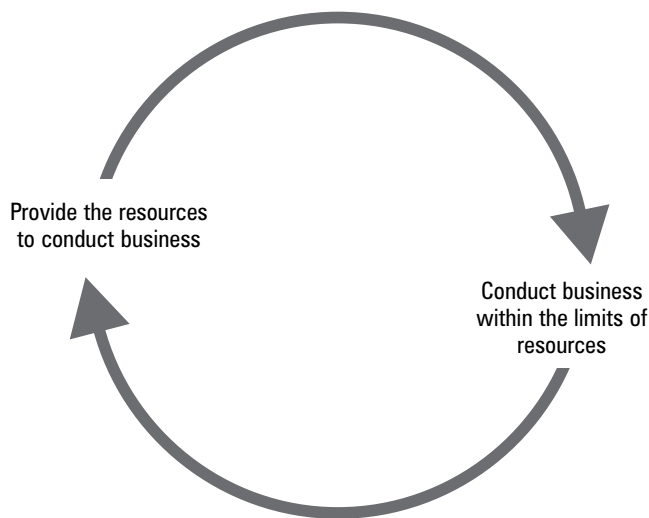 Provide the resources
to conduct business
Conduct business
within the limits of
resources